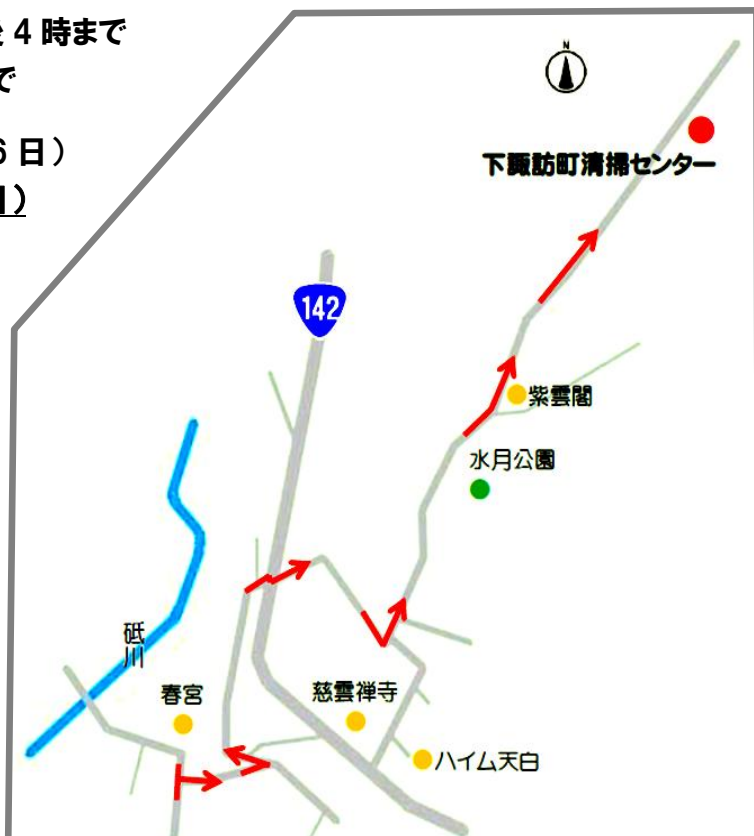 4時まで
で
6日）
）
N
下諏訪町清掃センター
142
紫雲閣
水月公園
砥川
春宮
慈雲禅寺
ハイム天白